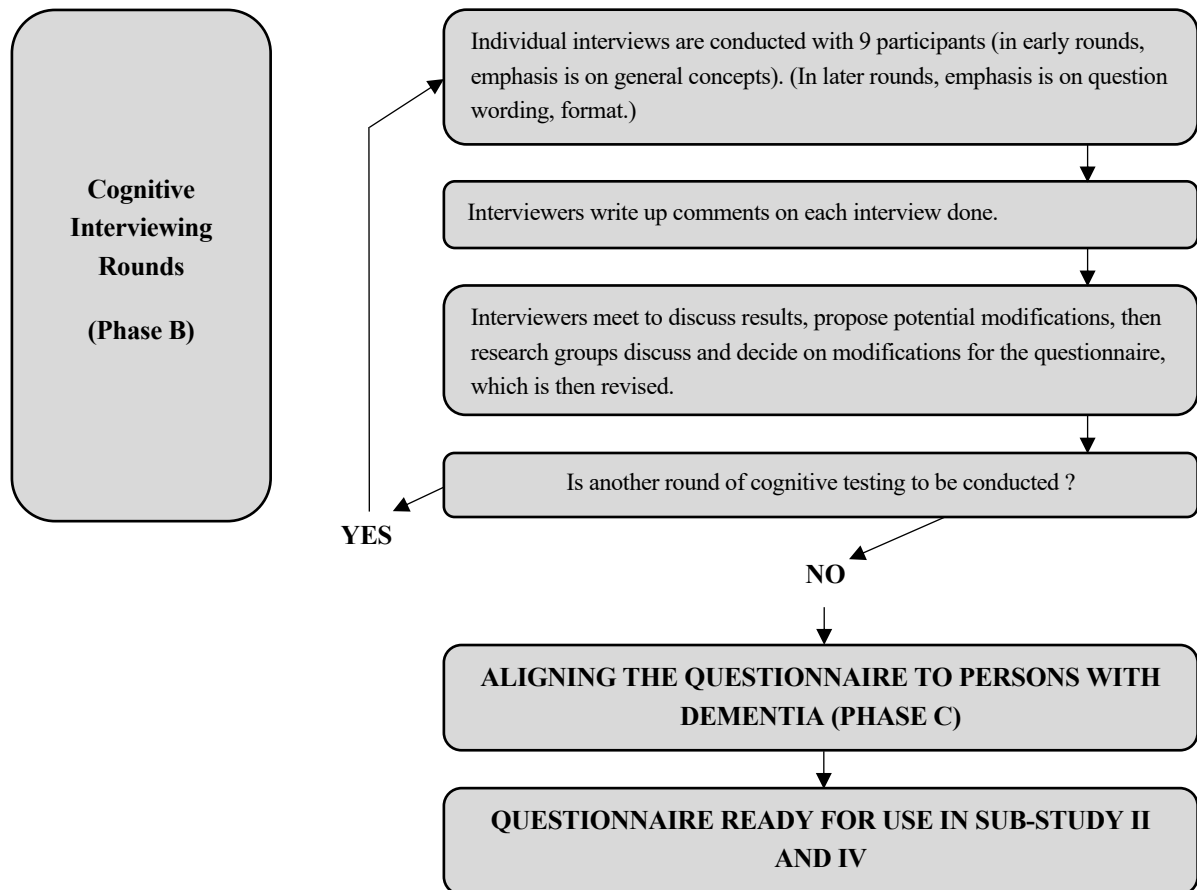 Cognitive
Interviewing
Rounds
(Phase B)
Individual interviews are conducted with 9 participants (in early rounds,
emphasis is on general concepts). (In later rounds, emphasis is on question
wording, format.)
Interviewers write up comments on each interview done.
Interviewers meet to discuss results, propose potential modifications, then
research groups discuss and decide on modifications for the questionnaire,
which is then revised.
Is another round of cognitive testing to be conducted ?
YES
NO
ALIGNING THE QUESTIONNAIRE TO PERSONS WITH
DEMENTIA (PHASE C)
QUESTIONNAIRE READY FOR USE IN SUB-STUDY II
AND IV